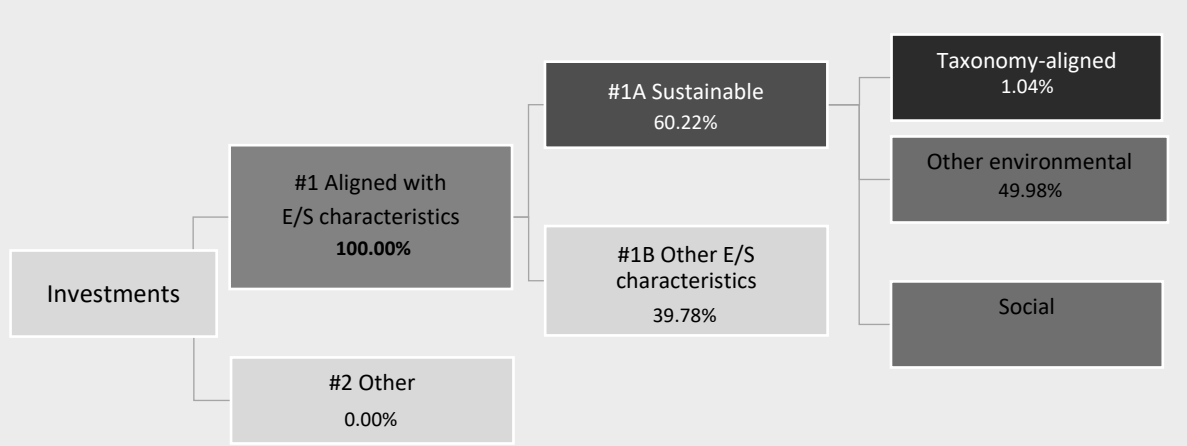 Investments
#1 Aligned with
E/S characteristics
100.00%
#2 Other
0.00%
#1A Sustainable
60.22%
#1B Other E/S
characteristics
39.78%
Taxonomy-aligned
1.04%
Other environmental
49.98%
Social